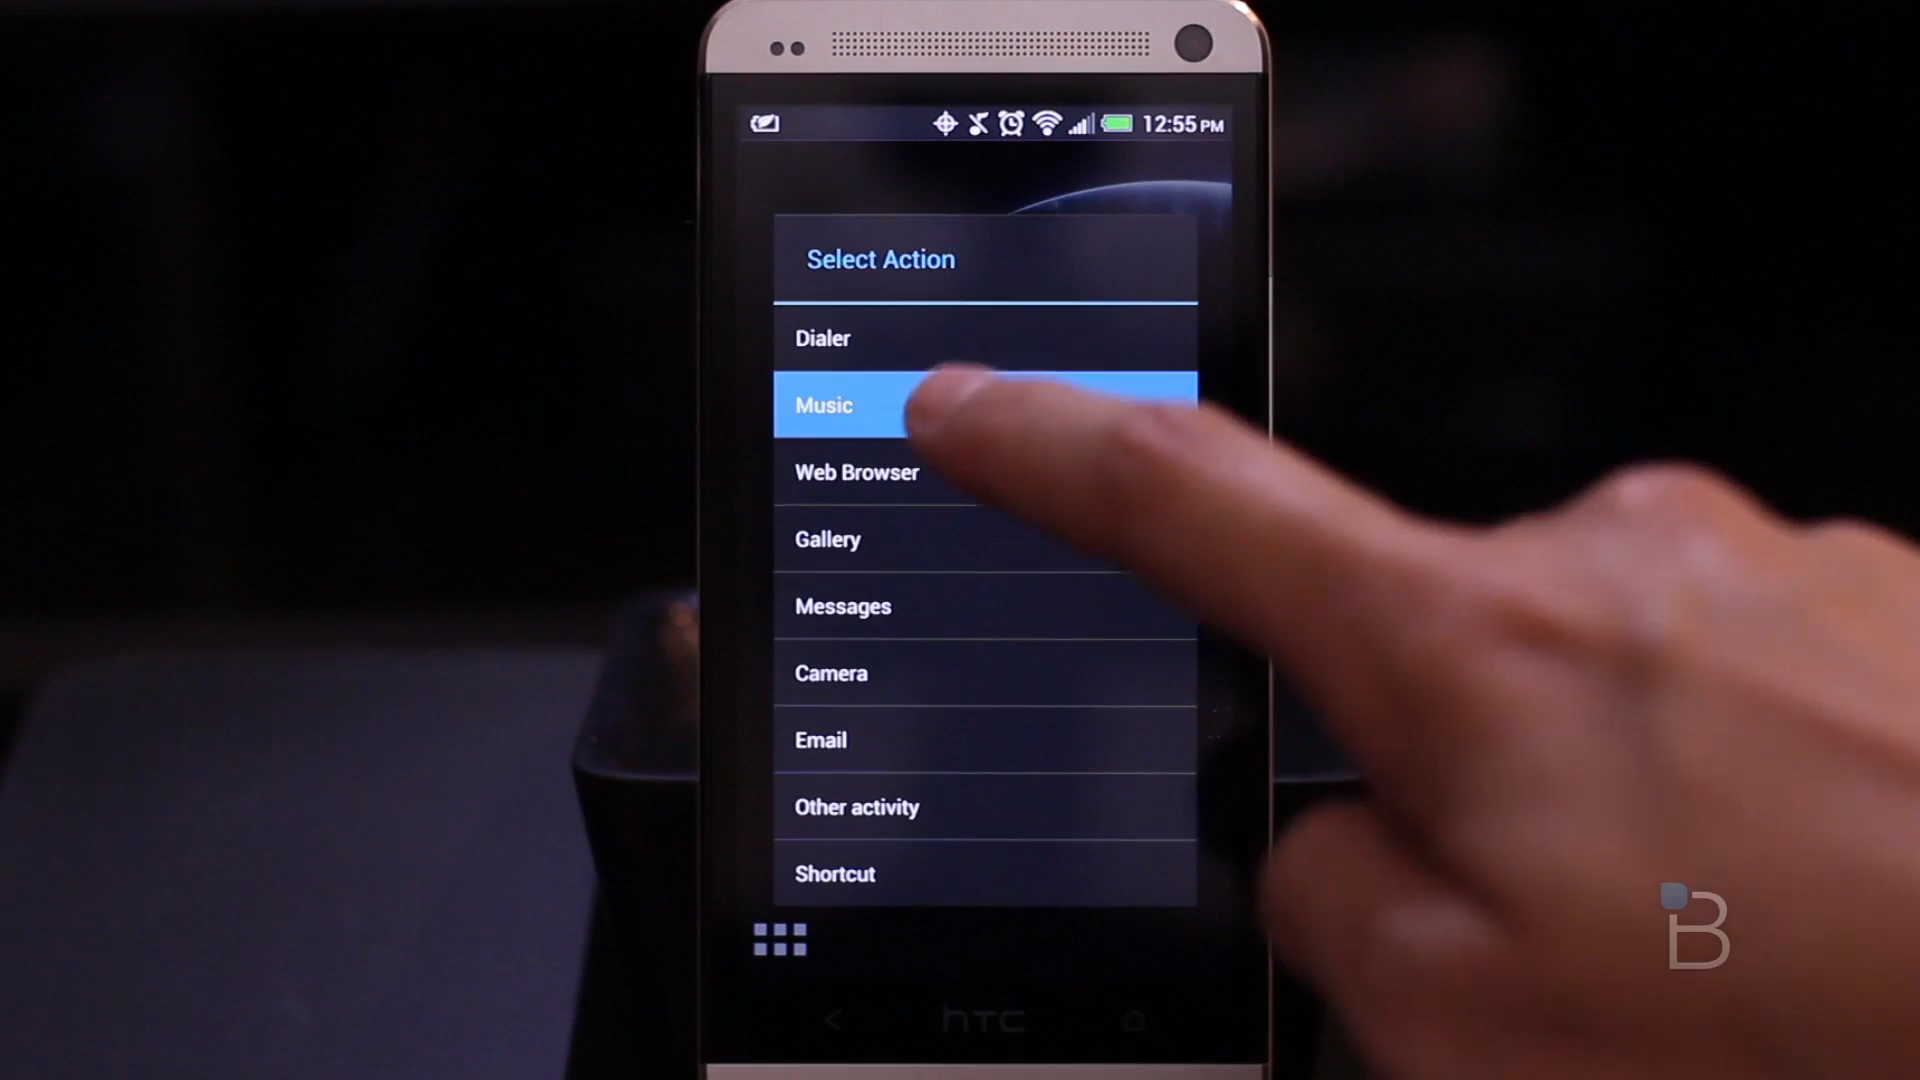 12:55 PM
Select Action
Dialer
Music
Web Browser
Gallery
Messages
Camera
Email
Other activity
Shortcut
hTC
B